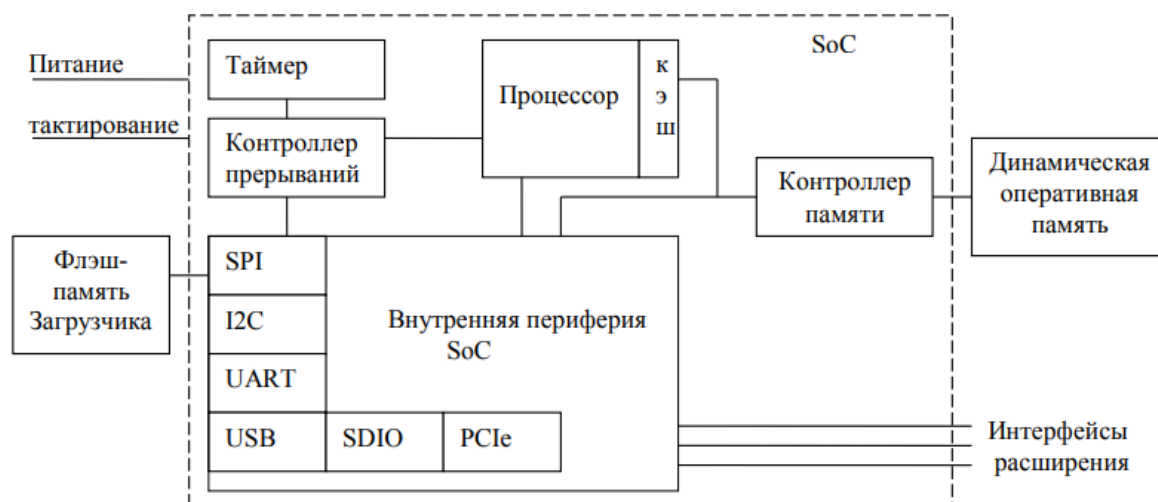 SoC
Питание
Таймер
Процессор
к
э
ш
тактирование
Контроллер
прерываний
Контроллер
памяти
Динамическая
оперативная
память
Флэш-
память
Загрузчика
SPI
I2C
UART
USB
SDIO
PCIe
Внутренняя периферия
SoC
Интерфейсы
расширения